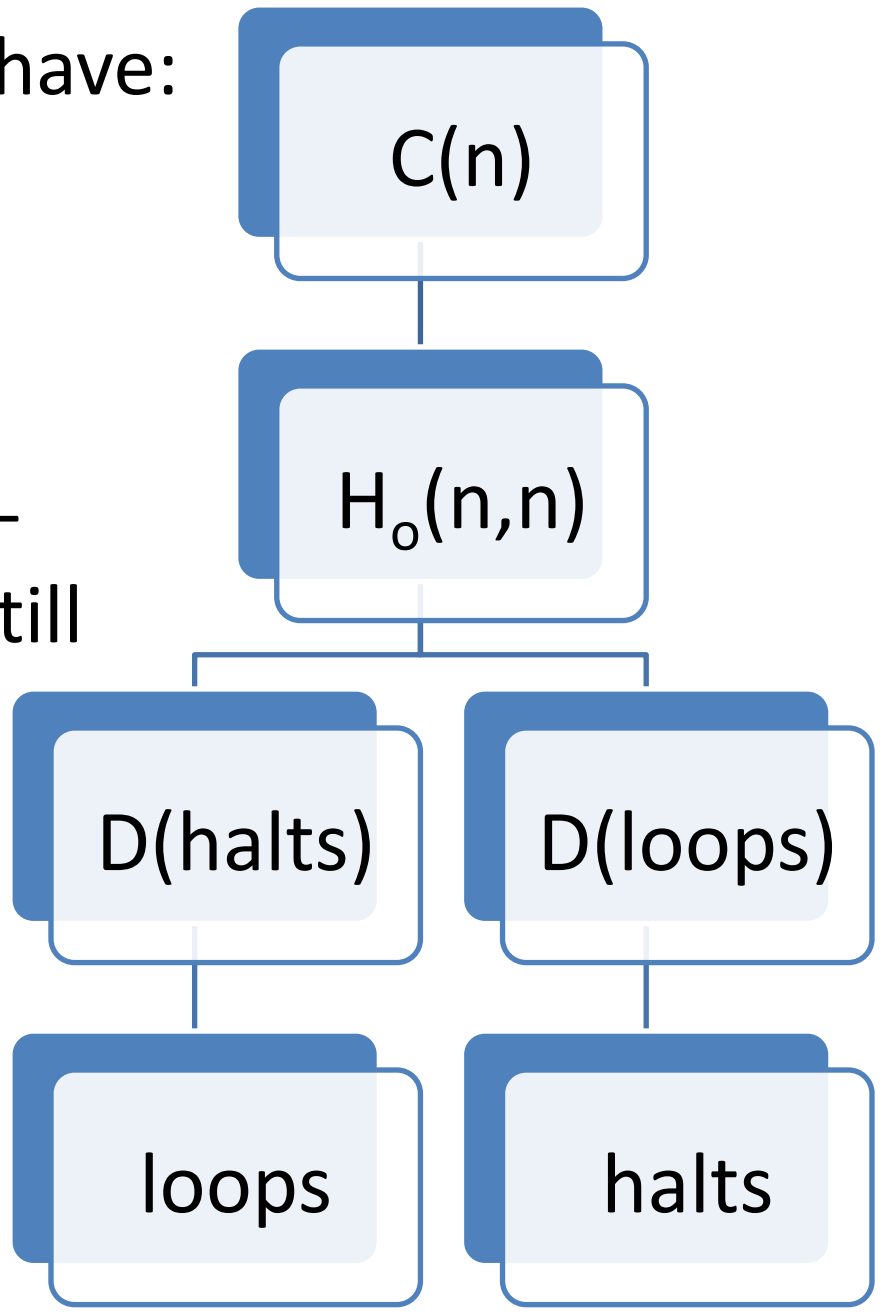 have:
C(n)
Hₒ(n,n)
–
till
D(halts)
D(loops)
loops
halts